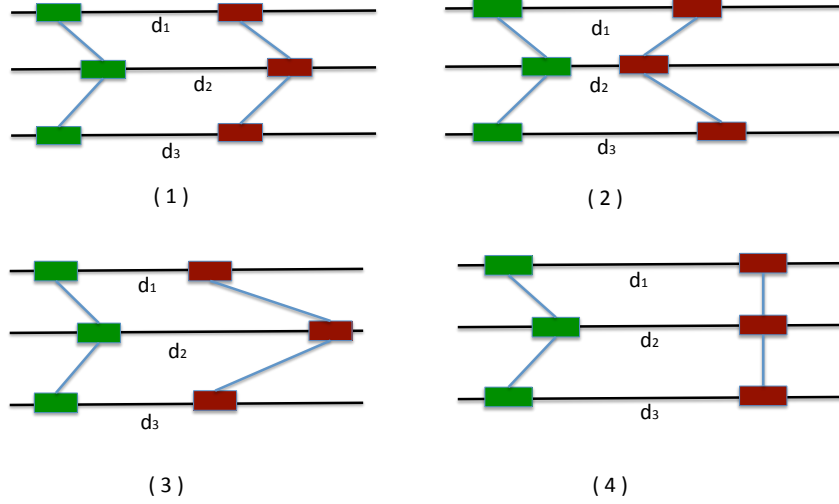 d₁
d₂
d₃
( 1 )
d₁
d₂
d₃
( 2 )
d₁
d₂
d₃
( 3 )
d₁
d₂
d₃
( 4 )